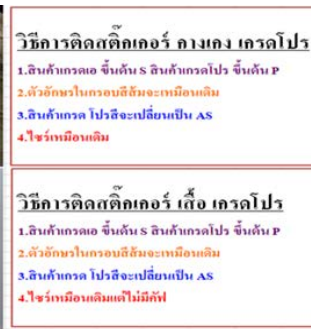 วิธีการติดสติ๊กเกอร์ กางเกง เกรดโปร
1.สินค้าเกรดเอ ขึ้นต้น S สินค้าเกรดโปร ขึ้นต้น P
2.ตัวอักษรในกรอบสีส้มจะเหมือนเดิม
3.สินค้าเกรด โปรสีจะเปลี่ยนเป็น AS
4.ไซร์เหมือนเดิม
วิธีการติดสติ๊กเกอร์ เสื้อ เกรดโปร
1.สินค้าเกรดเอ ขึ้นต้น S สินค้าเกรดโปร ขึ้นต้น P
2.ตัวอักษรในกรอบสีส้มจะเหมือนเดิม
3.สินค้าเกรด โปรสีจะเปลี่ยนเป็น AS
4.ไซร์เหมือนเดิมแต่ไม่มีคัฟ